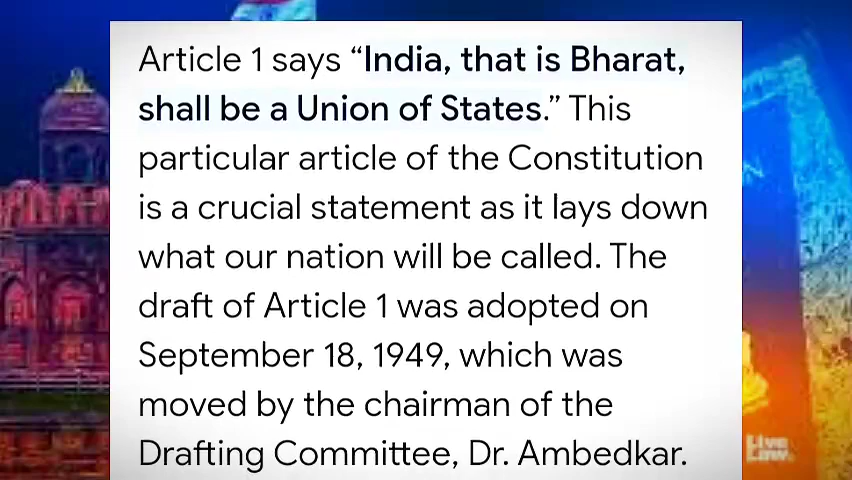 Article 1 says “India, that is Bharat,
shall be a Union of States.” This
particular article of the Constitution
is a crucial statement as it lays down
what our nation will be called. The
draft of Article 1 was adopted on
September 18, 1949, which was
moved by the chairman of the
Drafting Committee, Dr. Ambedkar.
Live
Law.